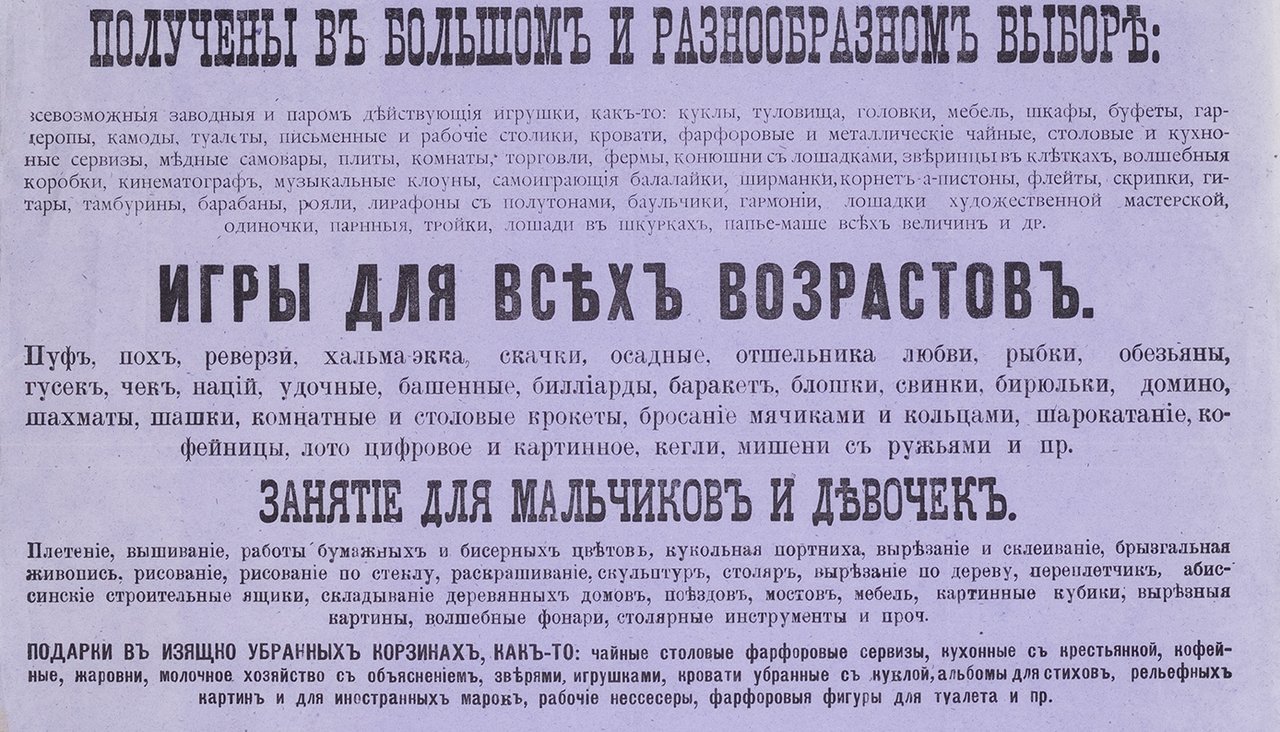 ПОЛУЧЕНЫ ВЪ БОЛЬШОМЪ И РАЗНООБРАЗНОМЪ ВЫБОРѢ:
всевозможныя заводныя и паромъ дѣйствующія игрушки, какъ-то: куклы, туловища, головки, мебель, шкафы, буфеты, гар-
деропы, камоды, туалеты, письменные и рабочіе столики, кровати, фарфоровые и металлическіе чайные, столовые и кухно-
ные сервизы, мѣдные самовары, плиты, комнаты, торговли, фермы, конюшни съ лошадками, звѣринцы въ клѣткахъ, волшебныя
коробки, кинематографъ, музыкальные клоуны, самоиграющія балалайки, ширманки, корнетъ-а-пистоны, флейты, скрипки, ги-
тары, тамбурины, барабаны, рояли, лирафоны съ полутонами, баульчики, гармоніи, лошадки художественной мастерской,
одиночки, парнныя, тройки, лошади въ шкуркахъ, папье-маше всѣхъ величинъ и др.
ИГРЫ ДЛЯ ВСѢХЪ ВОЗРАСТОВЪ.
Пуфъ, похъ, реверзи, хальма-экка, скачки, осадные, отшельника любви, рыбки, обезьяны,
гусекъ, чекъ, націй, удочные, башенные, билліарды, баракетъ, блошки, свинки, бирюльки, домино,
шахматы, шашки, комнатные и столовые крокеты, бросаніе мячиками и кольцами, шарокатаніе, ко-
фейницы, лото цифровое и картинное, кегли, мишени съ ружьями и пр.
ЗАНЯТІЕ ДЛЯ МАЛЬЧИКОВЪ И ДѢВОЧЕКЪ.
Плетеніе, вышиваніе, работы бумажныхъ и бисерныхъ цвѣтовъ, кукольная портниха, вырѣзаніе и склеиваніе, брызгальная
живопись, рисованіе, рисованіе по стеклу, раскрашиваніе, скульптуръ, столяръ, вырѣзаніе по дереву, переплетчикъ, абис-
синскіе строительные ящики, складываніе деревянныхъ домовъ, поѣздовъ, мостовъ, мебель, картинные кубики, вырѣзныя
картины, волшебные фонари, столярные инструменты и проч.
ПОДАРКИ ВЪ ИЗЯЩНО УБРАННЫХЪ КОРЗИНАХЪ, КАКЪ-ТО: чайные столовые фарфоровые сервизы, кухонные съ крестьянкой, кофей-
ные, жаровни, молочное хозяйство съ объясненіемъ, звѣрями, игрушками, кровати убранные съ куклой, альбомы для стиховъ, рельефныхъ
картинъ и для иностранныхъ марокъ, рабочіе нессесеры, фарфоровыя фигуры для туалета и пр.